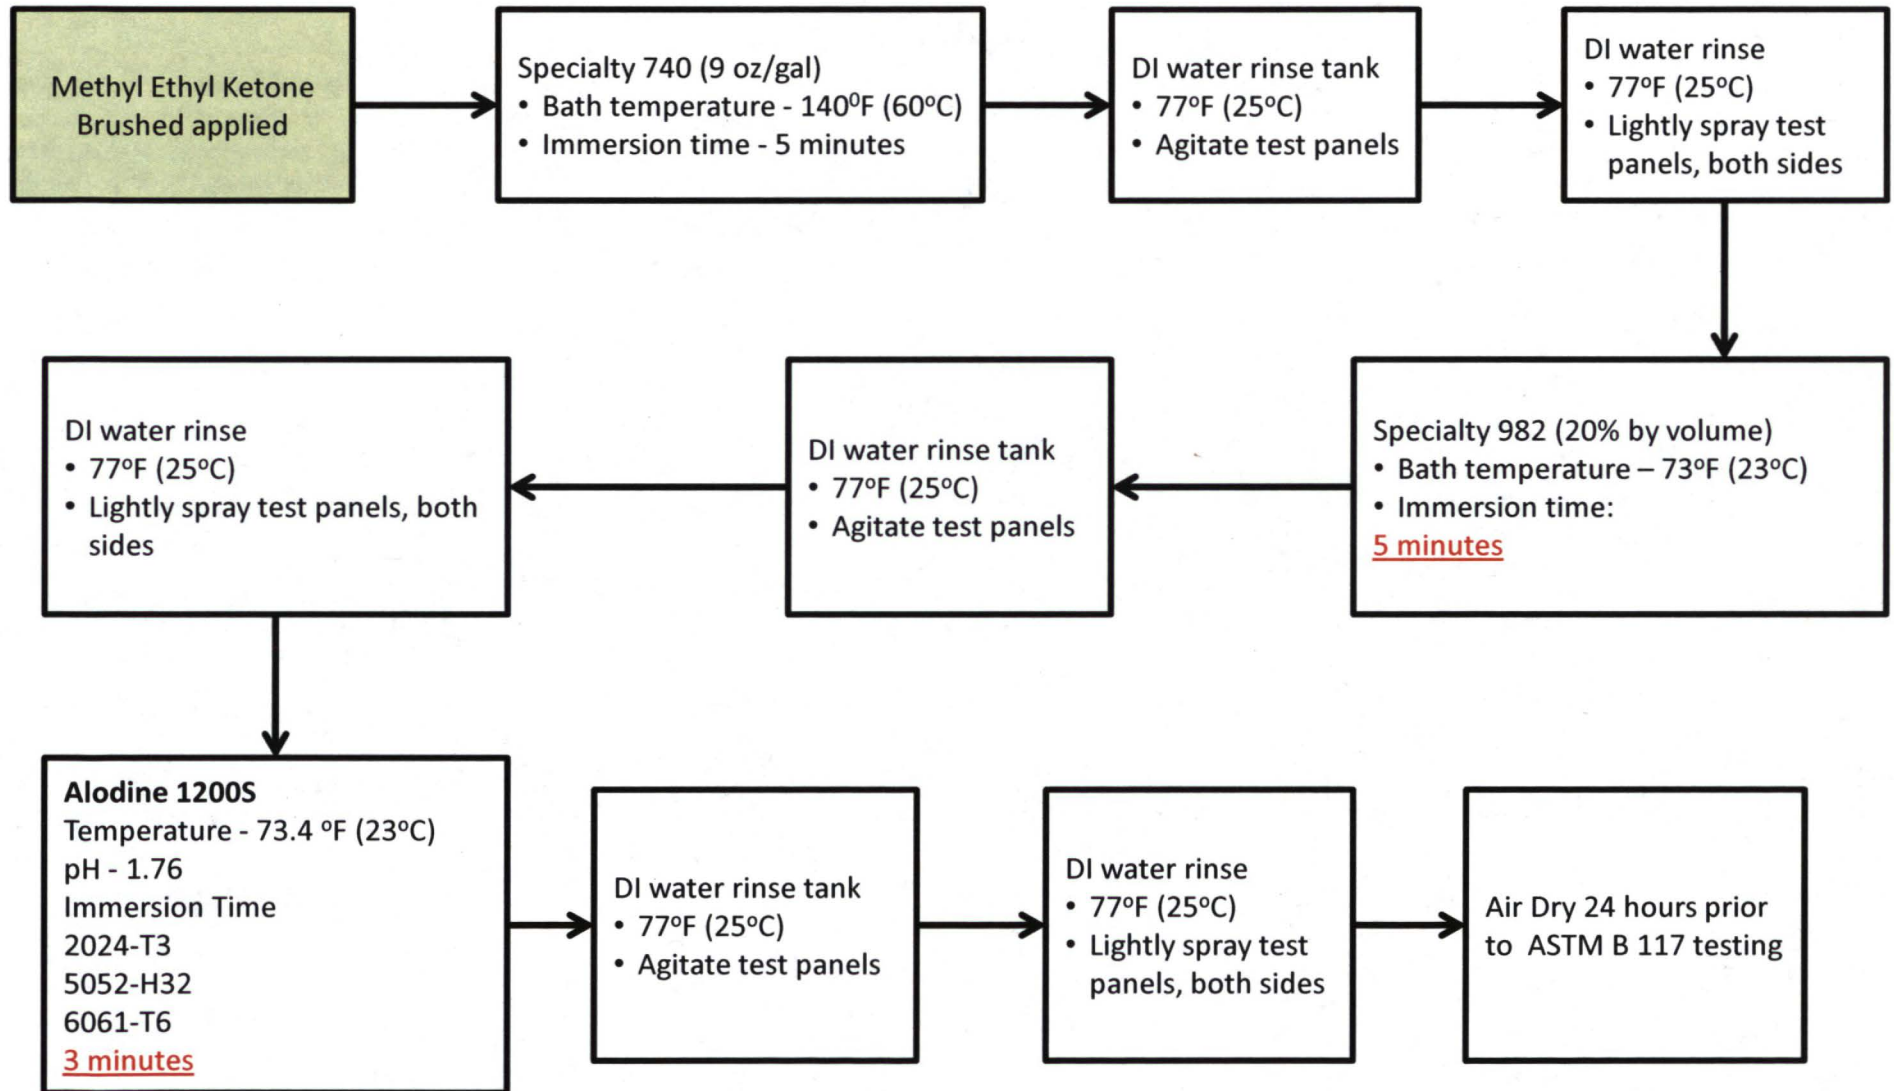 Methyl Ethyl Ketone
Brushed applied
Specialty 740 (9 oz/gal)
• Bath temperature - 140⁰F (60ºC)
• Immersion time - 5 minutes
DI water rinse tank
• 77ºF (25ºC)
• Agitate test panels
DI water rinse
• 77ºF (25ºC)
• Lightly spray test
panels, both sides
Specialty 982 (20% by volume)
• Bath temperature – 73ºF (23ºC)
• Immersion time:
5 minutes
DI water rinse tank
• 77ºF (25ºC)
• Agitate test panels
DI water rinse
• 77ºF (25ºC)
• Lightly spray test panels, both
sides
Alodine 1200S
Temperature - 73.4 ºF (23ºC)
pH - 1.76
Immersion Time
2024-T3
5052-H32
6061-T6
3 minutes
DI water rinse tank
• 77ºF (25ºC)
• Agitate test panels
DI water rinse
• 77ºF (25ºC)
• Lightly spray test
panels, both sides
Air Dry 24 hours prior
to ASTM B 117 testing